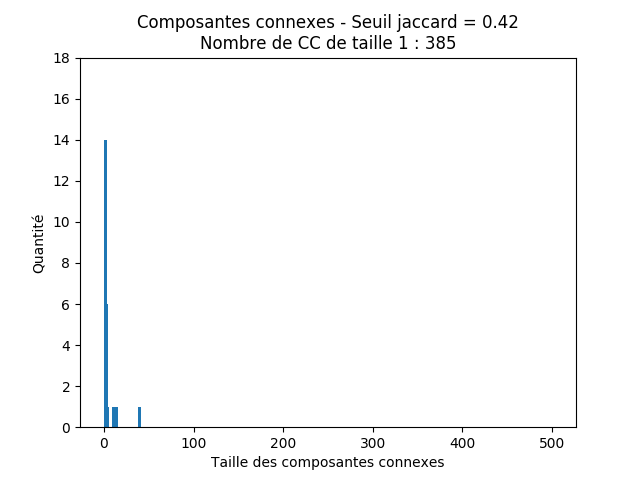 Composantes connexes - Seuil jaccard = 0.42
Nombre de CC de taille 1 : 385
18
16
14
12
10
8
6
4
2
0
Quantité
0 100 200 300 400 500
Taille des composantes connexes